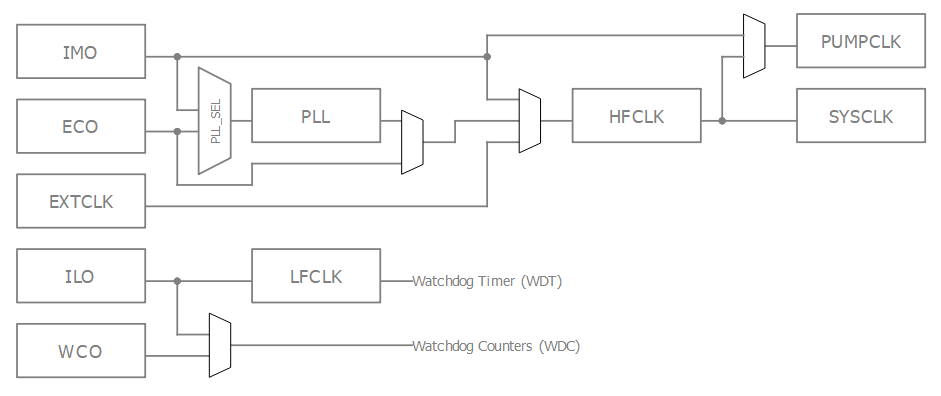 IMO
PUMPCLK
PLL_SEL
PLL
HFCLK
SYSCLK
ECO
EXTCLK
ILO
LFCLK
Watchdog Timer (WDT)
WCO
Watchdog Counters (WDC)